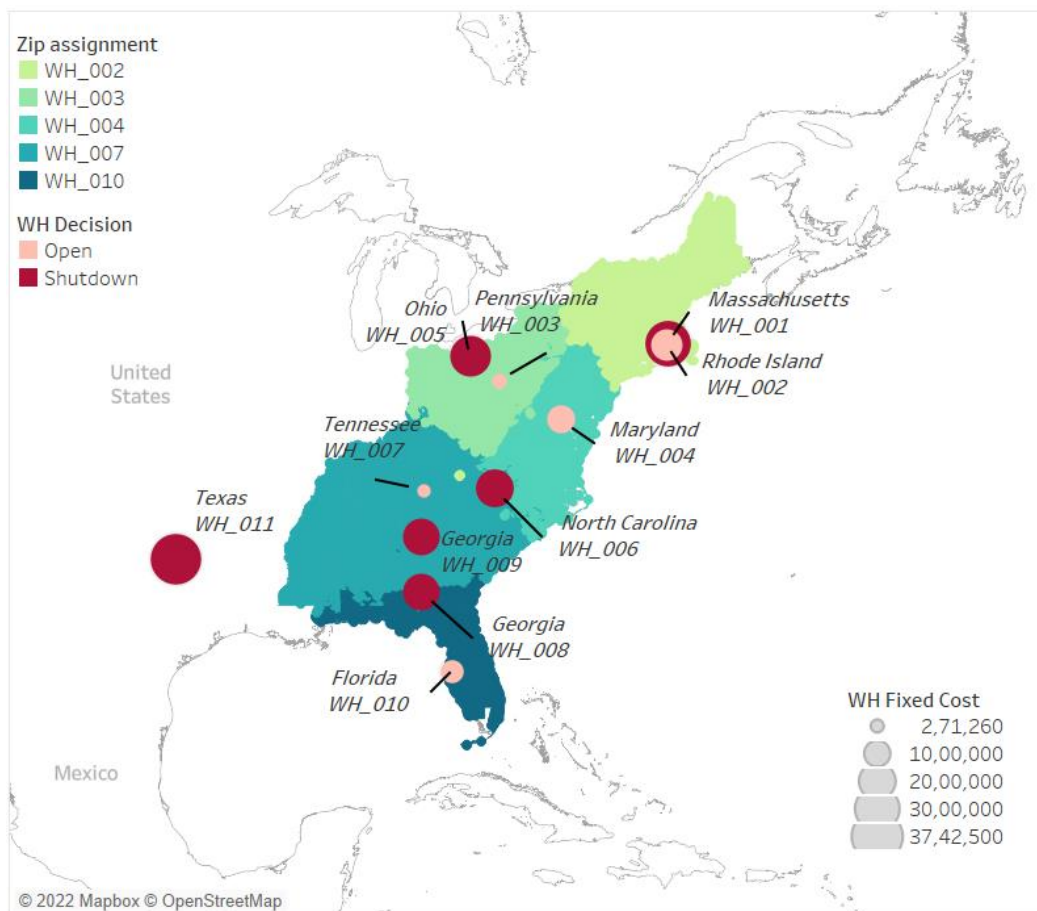 Zip assignment
WH_002
WH_003
WH_004
WH_007
WH_010
WH Decision
Open
Shutdown
Ohio
WH_005
Pennsylvania
WH_003
Massachusetts
WH_001
Rhode Island
WH_002
United
States
Maryland
WH_004
Tennessee
WH_007
Texas
WH_011
North Carolina
WH_006
Georgia
WH_009
Georgia
WH_008
Florida
WH_010
Mexico
WH Fixed Cost
2,71,260
10,00,000
20,00,000
30,00,000
37,42,500
© 2022 Mapbox © OpenStreetMap